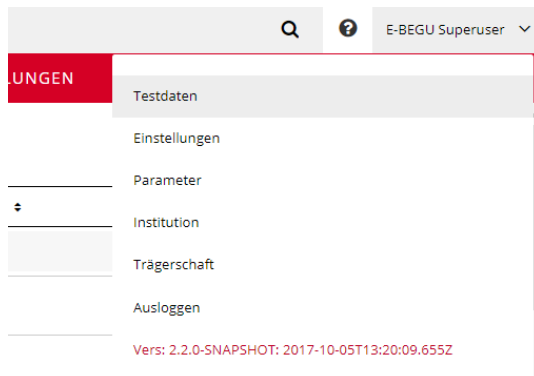 E-BEGU Superuser
LUNGEN
Testdaten
Einstellungen
Parameter
Institution
Trägerschaft
Ausloggen
Vers: 2.2.0-SNAPSHOT: 2017-10-05T13:20:09.655Z